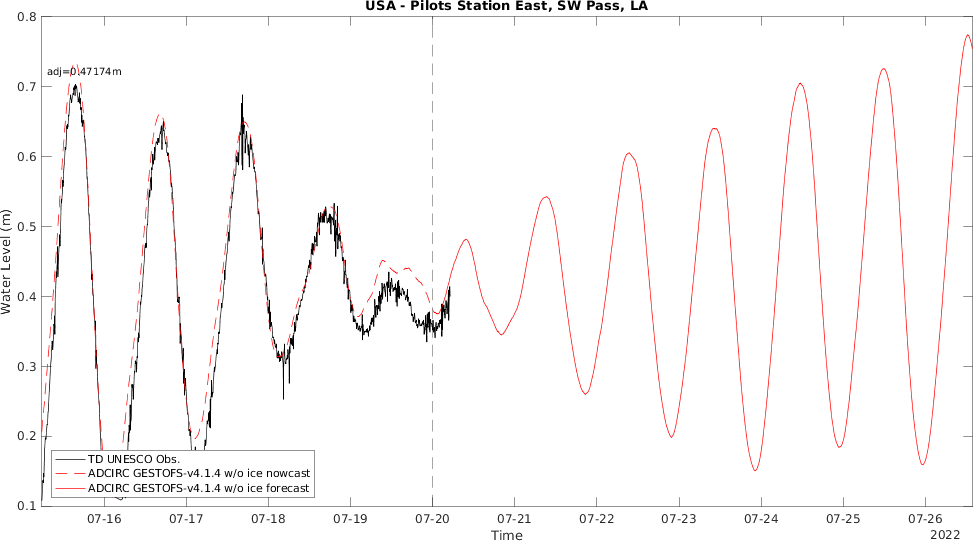 USA - Pilots Station East, SW Pass, LA
adj=0.47174m
Water Level (m)
0.8
0.7
0.6
0.5
0.4
0.3
0.2
0.1
TD UNESCO Obs.
ADCIRC GESTOFS-v4.1.4 w/o ice nowcast
ADCIRC GESTOFS-v4.1.4 w/o ice forecast
07-16 07-17 07-18 07-19 07-20 07-21 07-22 07-23 07-24 07-25 07-26
Time
2022